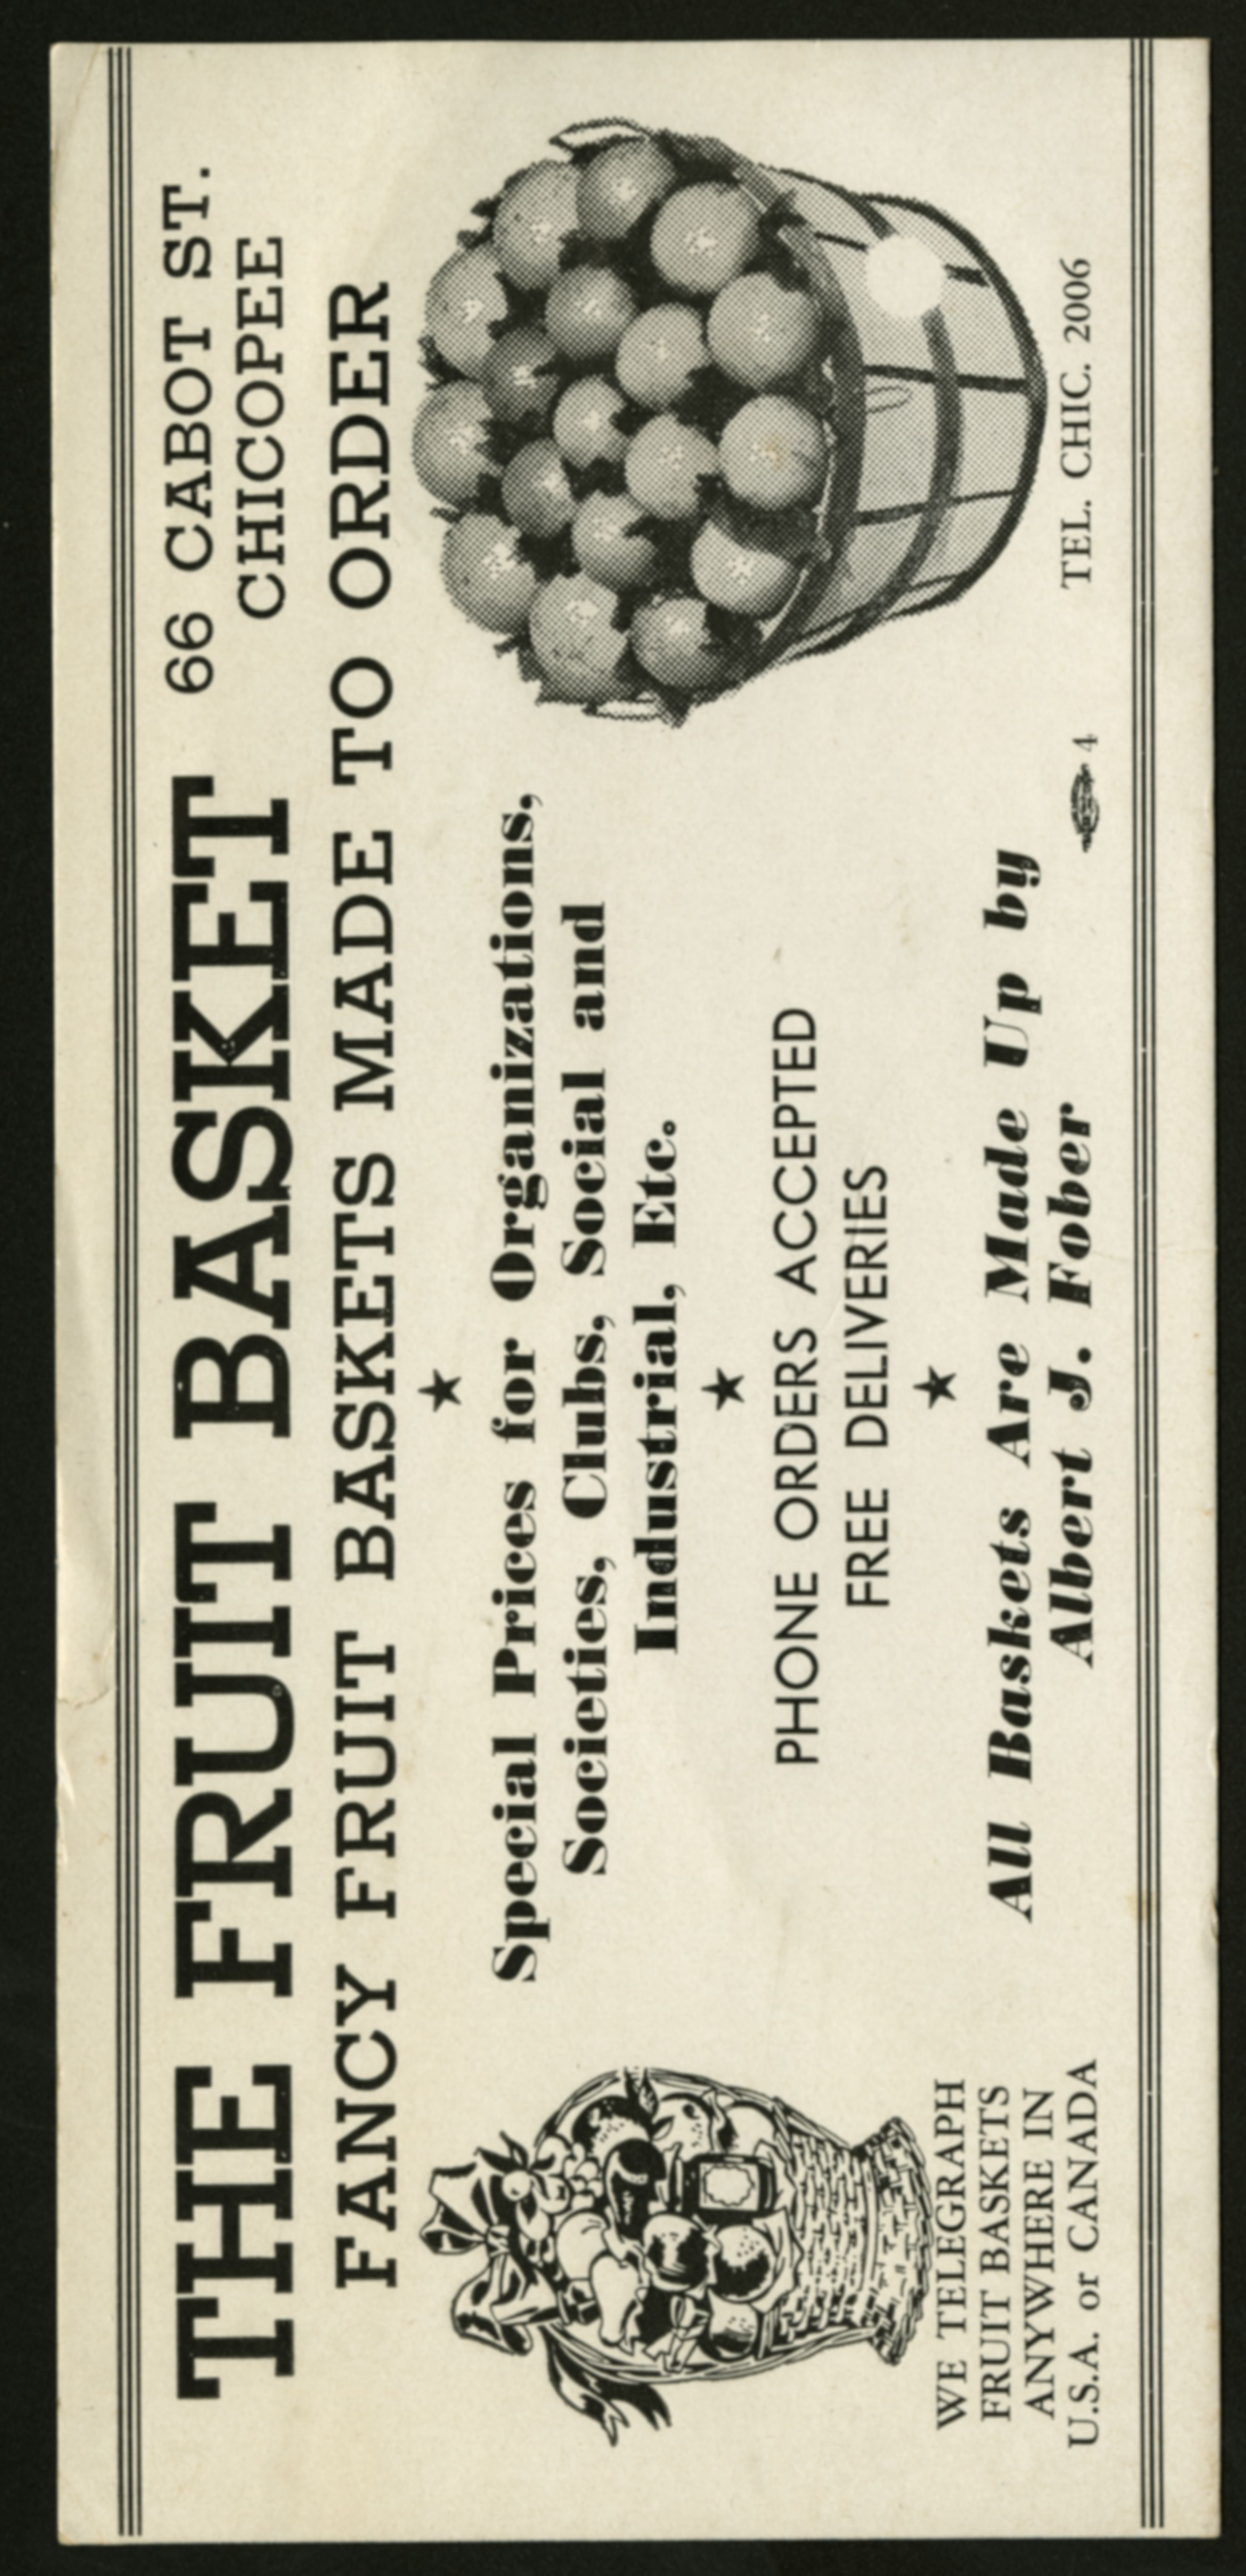 THE FRUIT BASKET 66 CABOT ST.
CHICOPEE
FANCY FRUIT BASKETS MADE TO ORDER
Special Prices for Organizations,
Societies, Clubs, Social and
Industrial, Etc.
PHONE ORDERS ACCEPTED
FREE DELIVERIES
All Baskets Are Made Up by
Albert J. Fober
WE TELEGRAPH
FRUIT BASKETS
ANYWHERE IN
U.S.A. or CANADA
4
TEL. CHIC. 2006